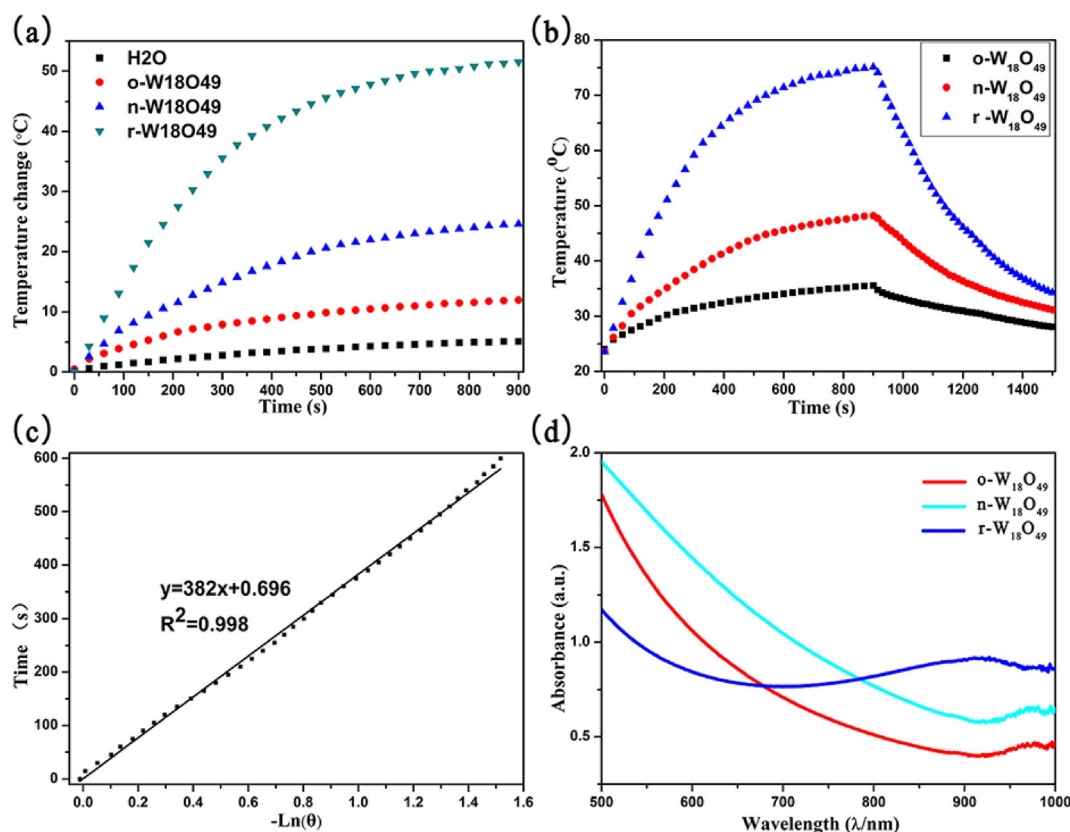 (a)
H2O
o-W18O49
n-W18O49
r-W18O49
Temperature change (°C)
50
40
30
20
10
0
0 100 200 300 400 500 600 700 800 900
Time (s)
(b)
o-W18O49
n-W18O49
r -W18O49
Temperature (⁰C)
80
70
60
50
40
30
20
0 200 400 600 800 1000 1200 1400
Time (s)
(c)
y=382x+0.696
R²=0.998
Time (s)
600
500
400
300
200
100
0
0.0 0.2 0.4 0.6 0.8 1.0 1.2 1.4 1.6
-Ln(θ)
(d)
o-W18O49
n-W18O49
r-W18O49
Absorbance (a.u.)
2.0
1.5
1.0
0.5
500 600 700 800 900 1000
Wavelength (λ/nm)